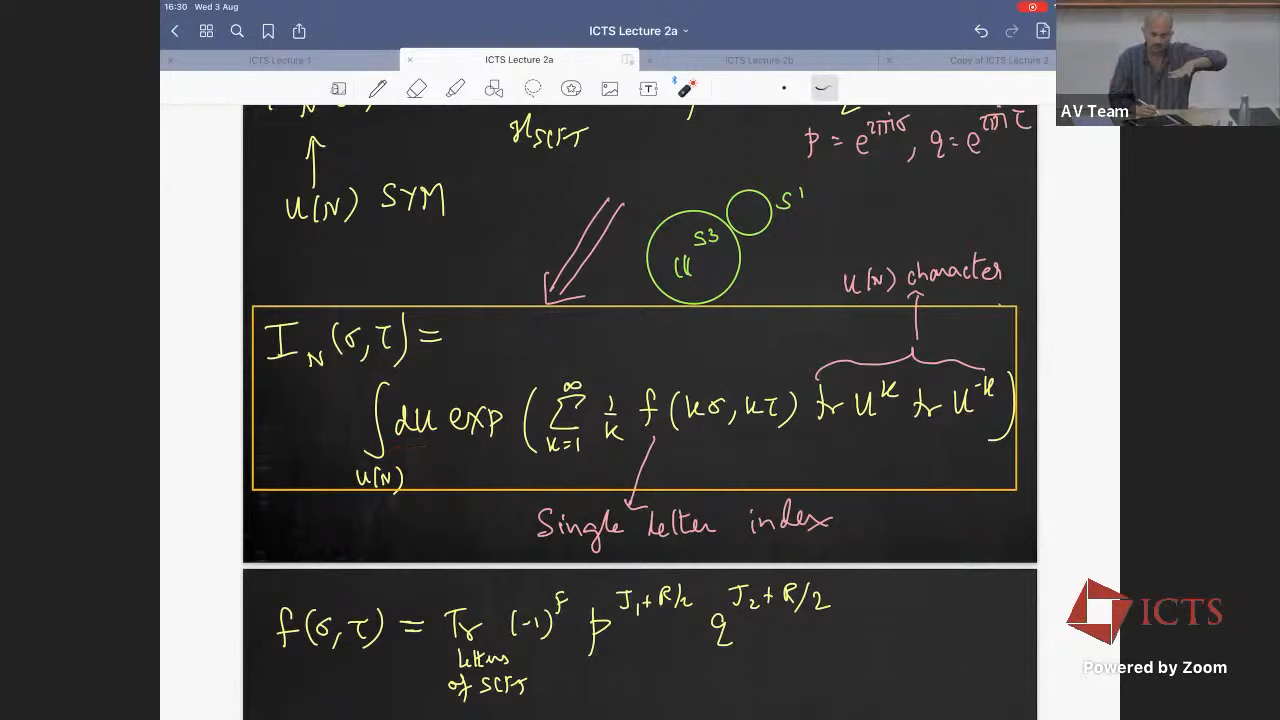 16:30 Wed 3 Aug
ICTS Lecture 2a
ICTS Lecture 1
ICTS Lecture 2a
ICTS Lecture 2b
Copy of ICTS Lecture 2
AV Team
H_SCFT
p = e^{2πiσ}, q = e^{2πiτ}
U(N) SYM
S^3
S^1
U(N) character
I_N(σ,τ) =
∫_{U(N)} dU exp ( ∑_{k=1}^{∞} 1/k f(kσ, kτ) tr U^k tr U^{-k} )
Single letter index
f(σ,τ) = Tr_{letters of SCFT} (-1)^F p^{J_1+R/2} q^{J_2+R/2}
ICTS
Powered by Zoom